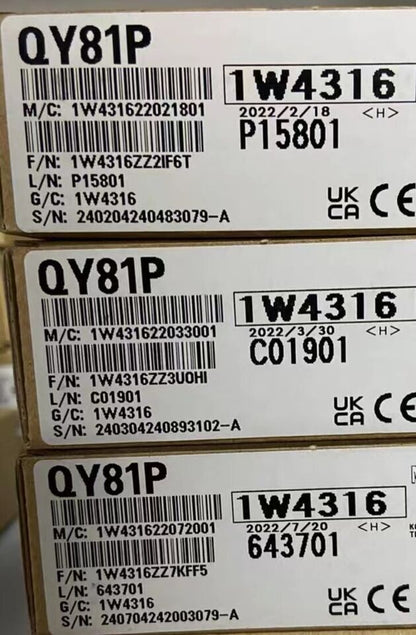 QY81P
1W4316
M/C: 1W431622021801
2022/2/18 <H>
P15801
F/N: 1W4316ZZ2IF6T
L/N: P15801
G/C: 1W4316
S/N: 240204240483079-A
UK
CA CE
QY81P
1W4316
M/C: 1W431622033001
2022/3/30 <H>
C01901
F/N: 1W4316ZZ3U0HI
L/N: C01901
G/C: 1W4316
S/N: 240304240893102-A
UK
CA CE
QY81P
1W4316
M/C: 1W431622072001
2022/7/20 <H>
643701
F/N: 1W4316ZZ7KFF5
L/N: 643701
G/C: 1W4316
S/N: 240704242003079-A
UK
CA CE